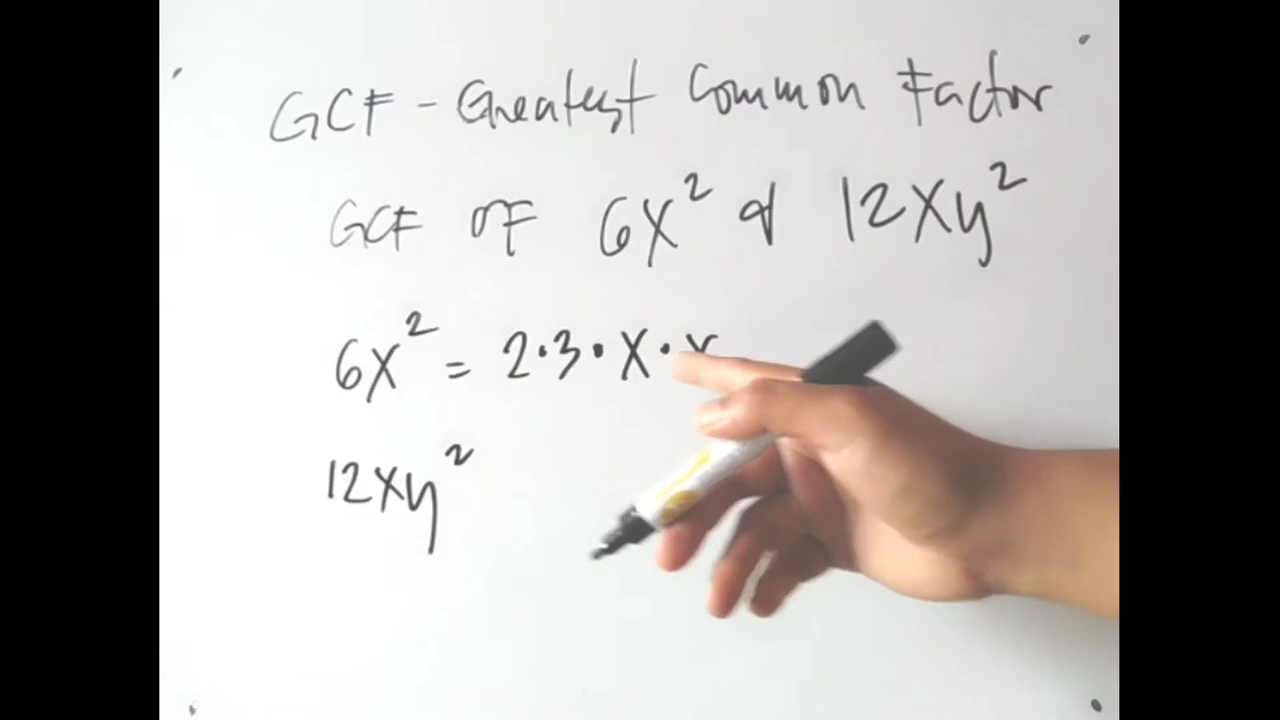 GCF - Greatest Common Factor
GCF OF 6x² & 12xy²
6x² = 2·3·x·x
12xy²